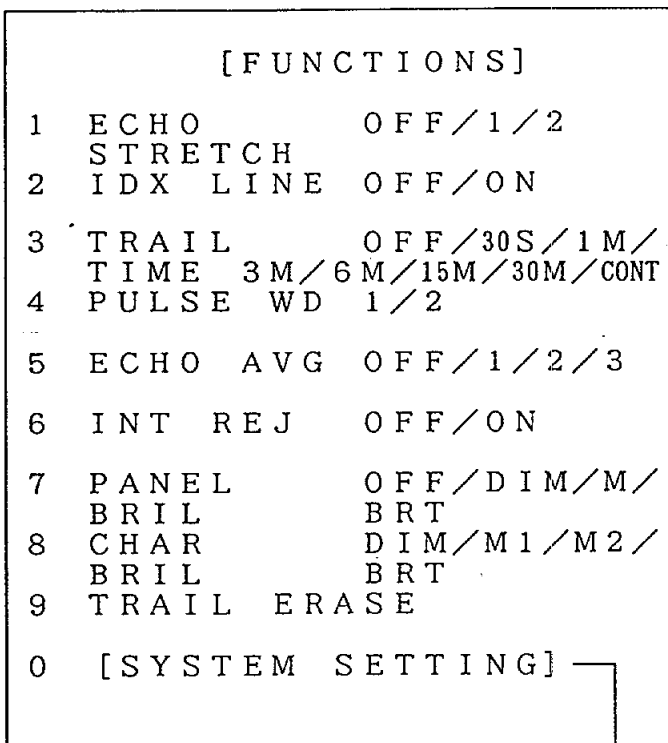 [FUNCTIONS]
1 ECHO OFF/1/2
STRETCH
2 IDX LINE OFF/ON
3 TRAIL OFF/30S/1M/
TIME 3M/6M/15M/30M/CONT
4 PULSE WD 1/2
5 ECHO AVG OFF/1/2/3
6 INT REJ OFF/ON
7 PANEL OFF/DIM/M/
BRIL BRT
8 CHAR DIM/M1/M2/
BRIL BRT
9 TRAIL ERASE
0 [SYSTEM SETTING]